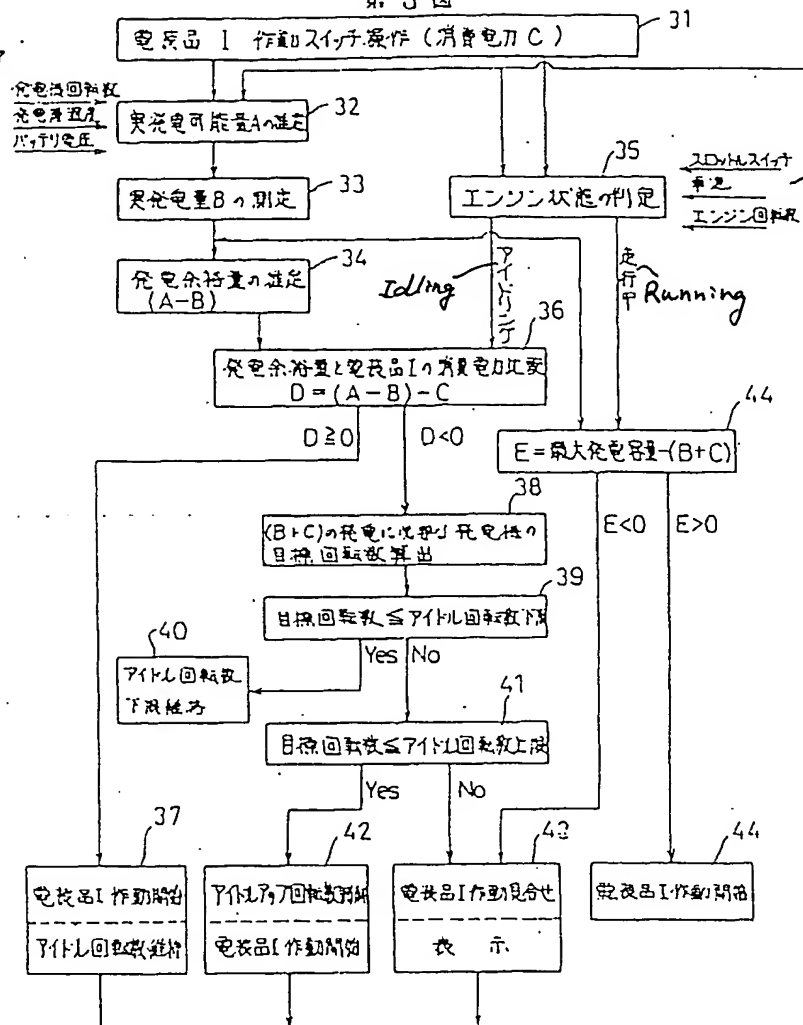 第 3 図
31
電装品 I 作動スイッチ操作 (消費電力 C)
発電機回転数
発電機温度
バッテリ電圧
32
実発電可能量Aの推定
33
実発電量Bの測定
34
発電余裕量の推定
(A-B)
35
エンジン状態の判定
スロットルスイッチ
車速
エンジン回転数
アイドリング
Idling
走行中
Running
36
発電余裕量と電装品Iの消費電力比較
D=(A-B)-C
D≧0
D<0
44
E=最大発電容量-(B+C)
E<0
E>0
38
(B+C)の発電に必要な発電機の
目標回転数算出
39
目標回転数≦アイドル回転数下限
Yes
No
40
アイドル回転数
下限維持
41
目標回転数≦アイドル回転数上限
Yes
No
37
電装品I作動開始
アイドル回転数維持
42
アイドルアップ回転数制御
電装品I作動開始
43
電装品I作動見合せ
表 示
44
電装品I作動開始